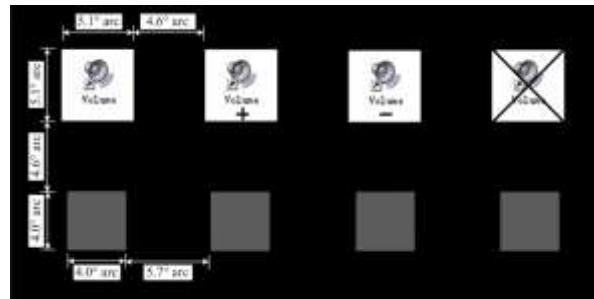 5.1° arc 4.6° arc
5.1° arc
Volume Volume Volume Volume
+ −
4.6° arc
4.0° arc
4.0° arc 5.7° arc